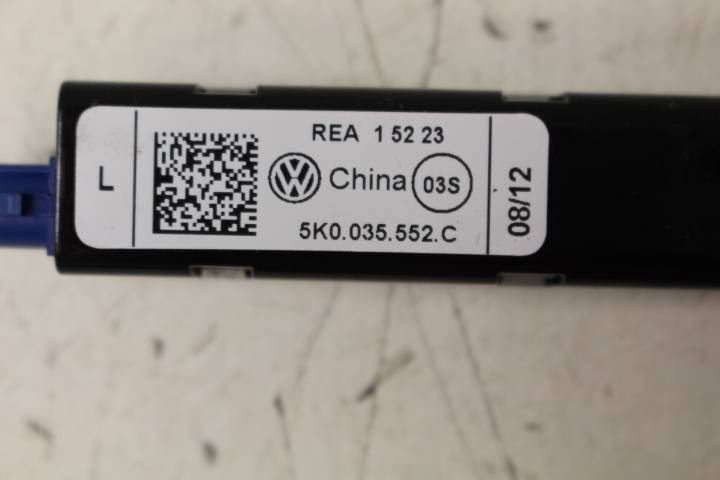 L
REA 1 52 23
China 03S
5K0.035.552.C
08/12